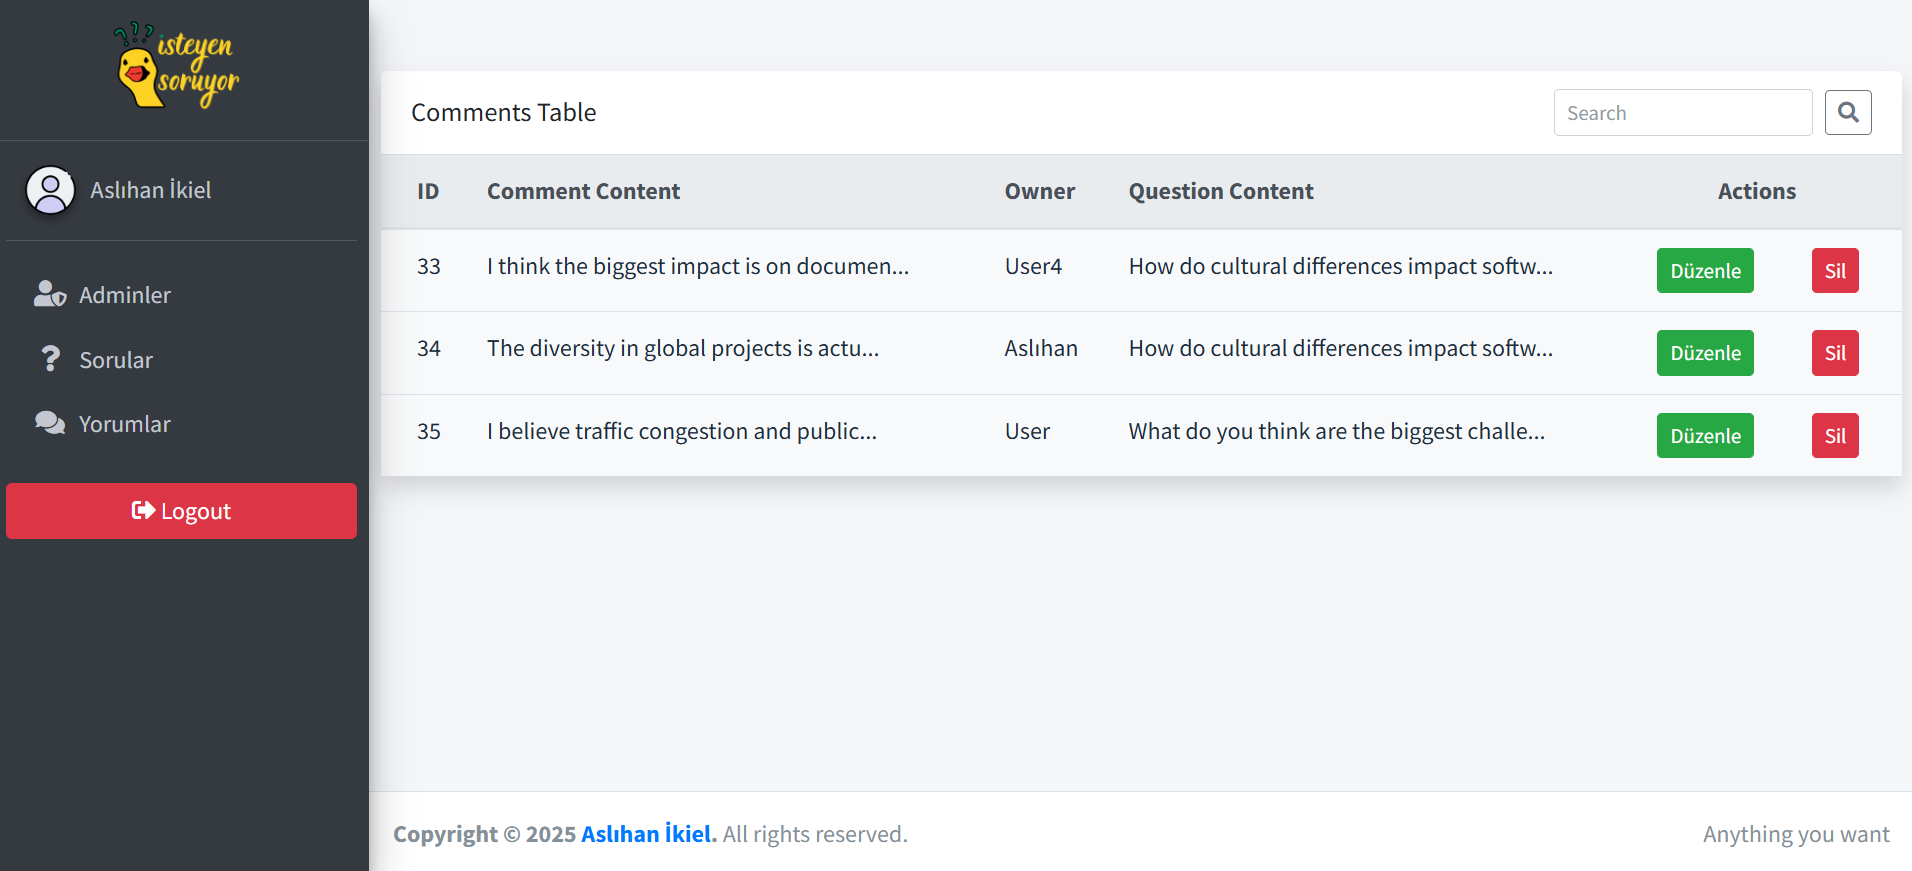 isteyen
soruyor
Aslıhan İkiel
Adminler
Sorular
Yorumlar
Logout
Comments Table
Search
ID Comment Content Owner Question Content Actions
33 I think the biggest impact is on documen... User4 How do cultural differences impact softw... Düzenle Sil
34 The diversity in global projects is actu... Aslıhan How do cultural differences impact softw... Düzenle Sil
35 I believe traffic congestion and public... User What do you think are the biggest challe... Düzenle Sil
Copyright © 2025 Aslıhan İkiel. All rights reserved.
Anything you want